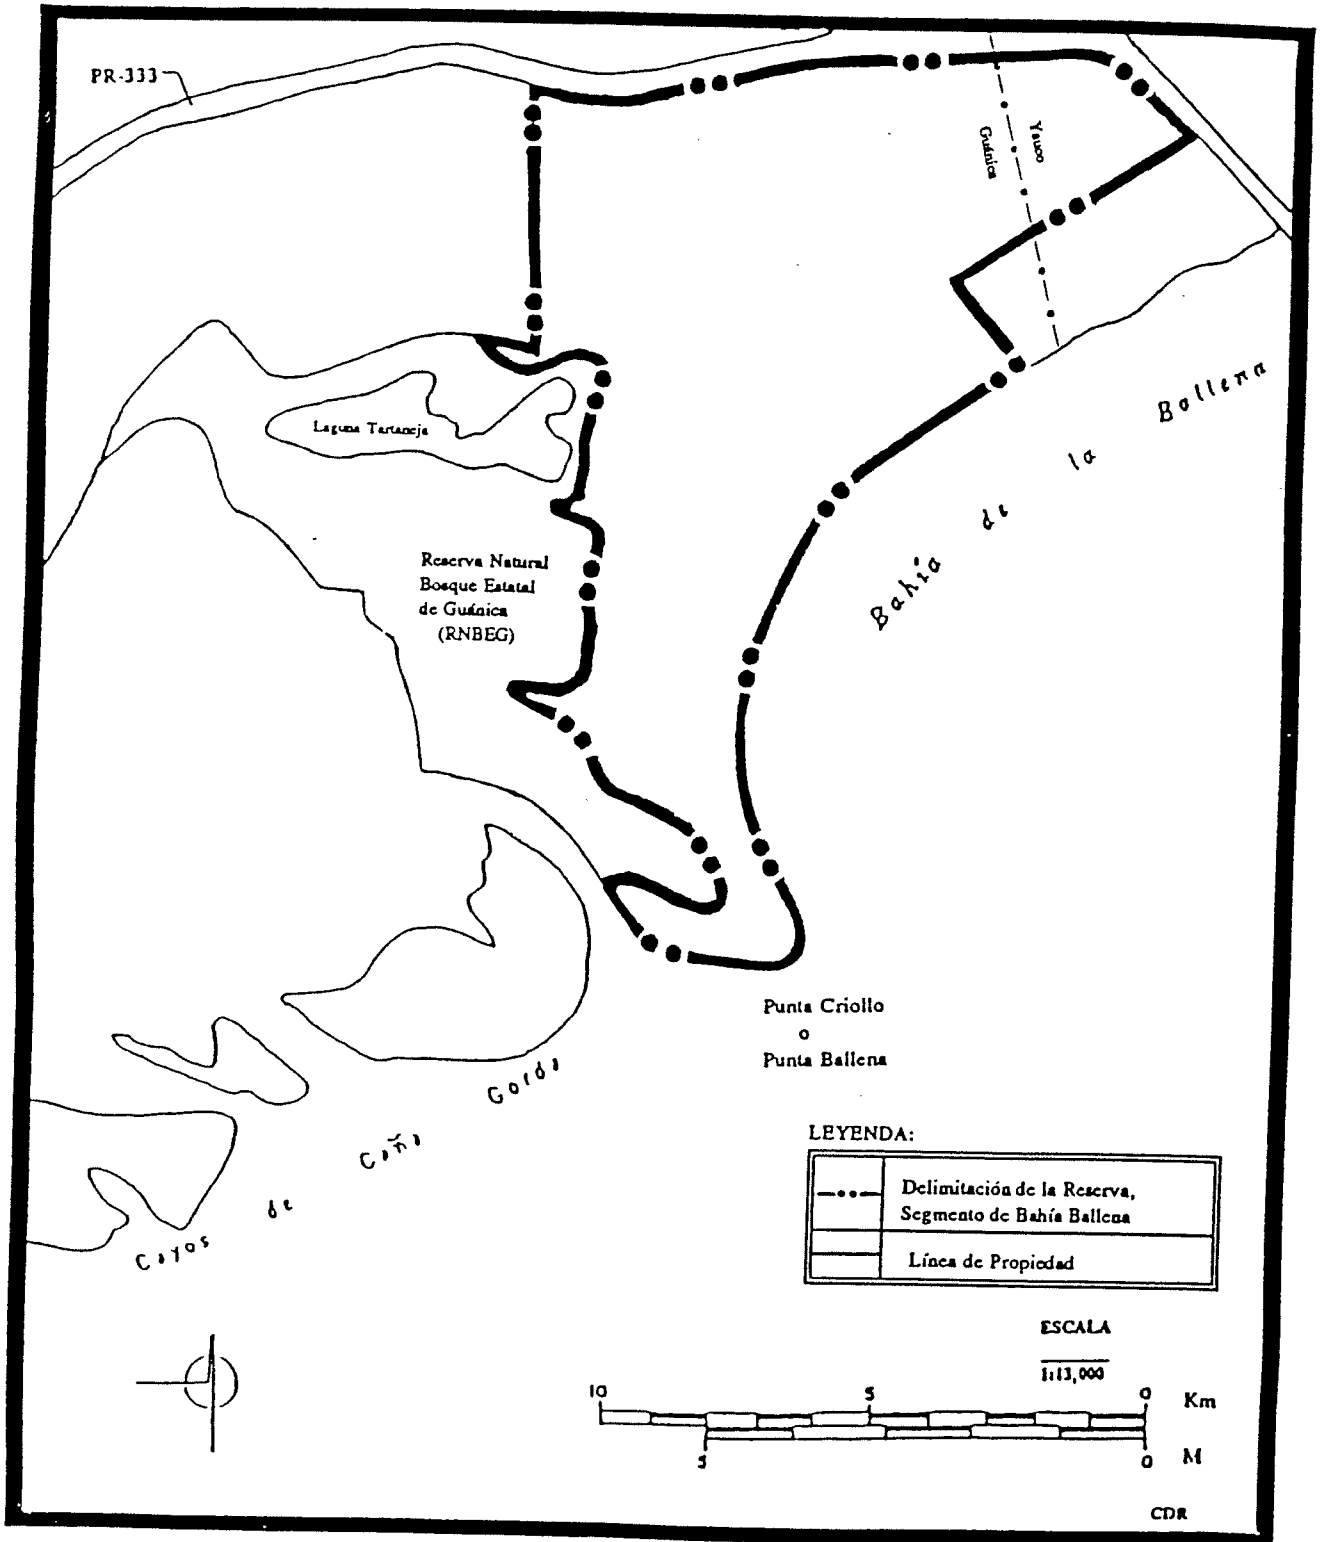 PR-333
Yauco
Guánica
Laguna Tartaneja
Bahía de la Ballena
Reserva Natural
Bosque Estatal
de Guánica
(RNBEG)
Punta Criollo
o
Punta Ballena
Cayos de Caña Gorda
LEYENDA:
Delimitación de la Reserva,
Segmento de Bahía Ballena
Línea de Propiedad
ESCALA
1:13,000
10 5 0 Km
5 0 M
CDR